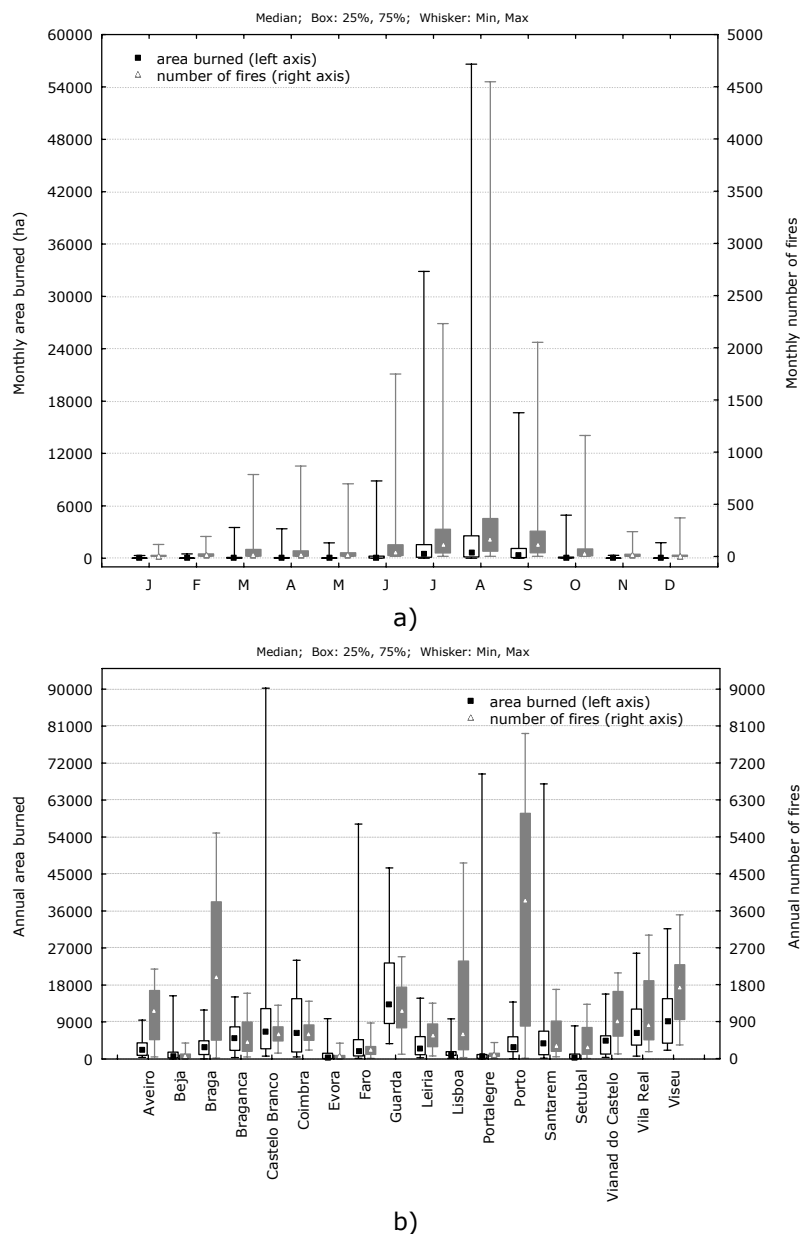 Median; Box: 25%, 75%; Whisker: Min, Max
60000
54000
48000
42000
36000
30000
24000
18000
12000
6000
0
Monthly area burned (ha)
area burned (left axis)
number of fires (right axis)
5000
4500
4000
3500
3000
2500
2000
1500
1000
500
0
Monthly number of fires
J F M A M J J A S O N D
a)
Median; Box: 25%, 75%; Whisker: Min, Max
90000
81000
72000
63000
54000
45000
36000
27000
18000
9000
0
Annual area burned
area burned (left axis)
number of fires (right axis)
9000
8100
7200
6300
5400
4500
3600
2700
1800
900
0
Annual number of fires
Aveiro
Beja
Braga
Braganca
Castelo Branco
Coimbra
Evora
Faro
Guarda
Leiria
Lisboa
Portalegre
Porto
Santarem
Setubal
Vianad do Castelo
Vila Real
Viseu
b)